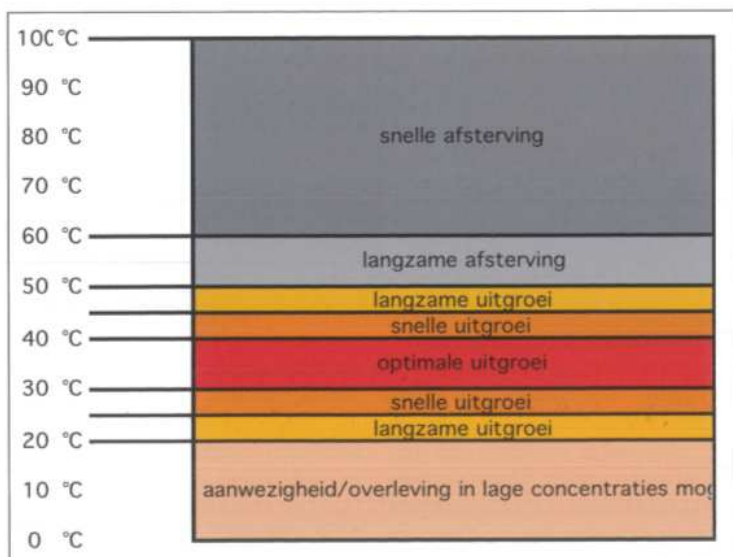 100 °C
90 °C
80 °C snelle afsterving
70 °C
60 °C
langzame afsterving
50 °C
langzame uitgroei
snelle uitgroei
40 °C
optimale uitgroei
30 °C
snelle uitgroei
langzame uitgroei
20 °C
10 °C aanwezigheid/overleving in lage concentraties
0 °C